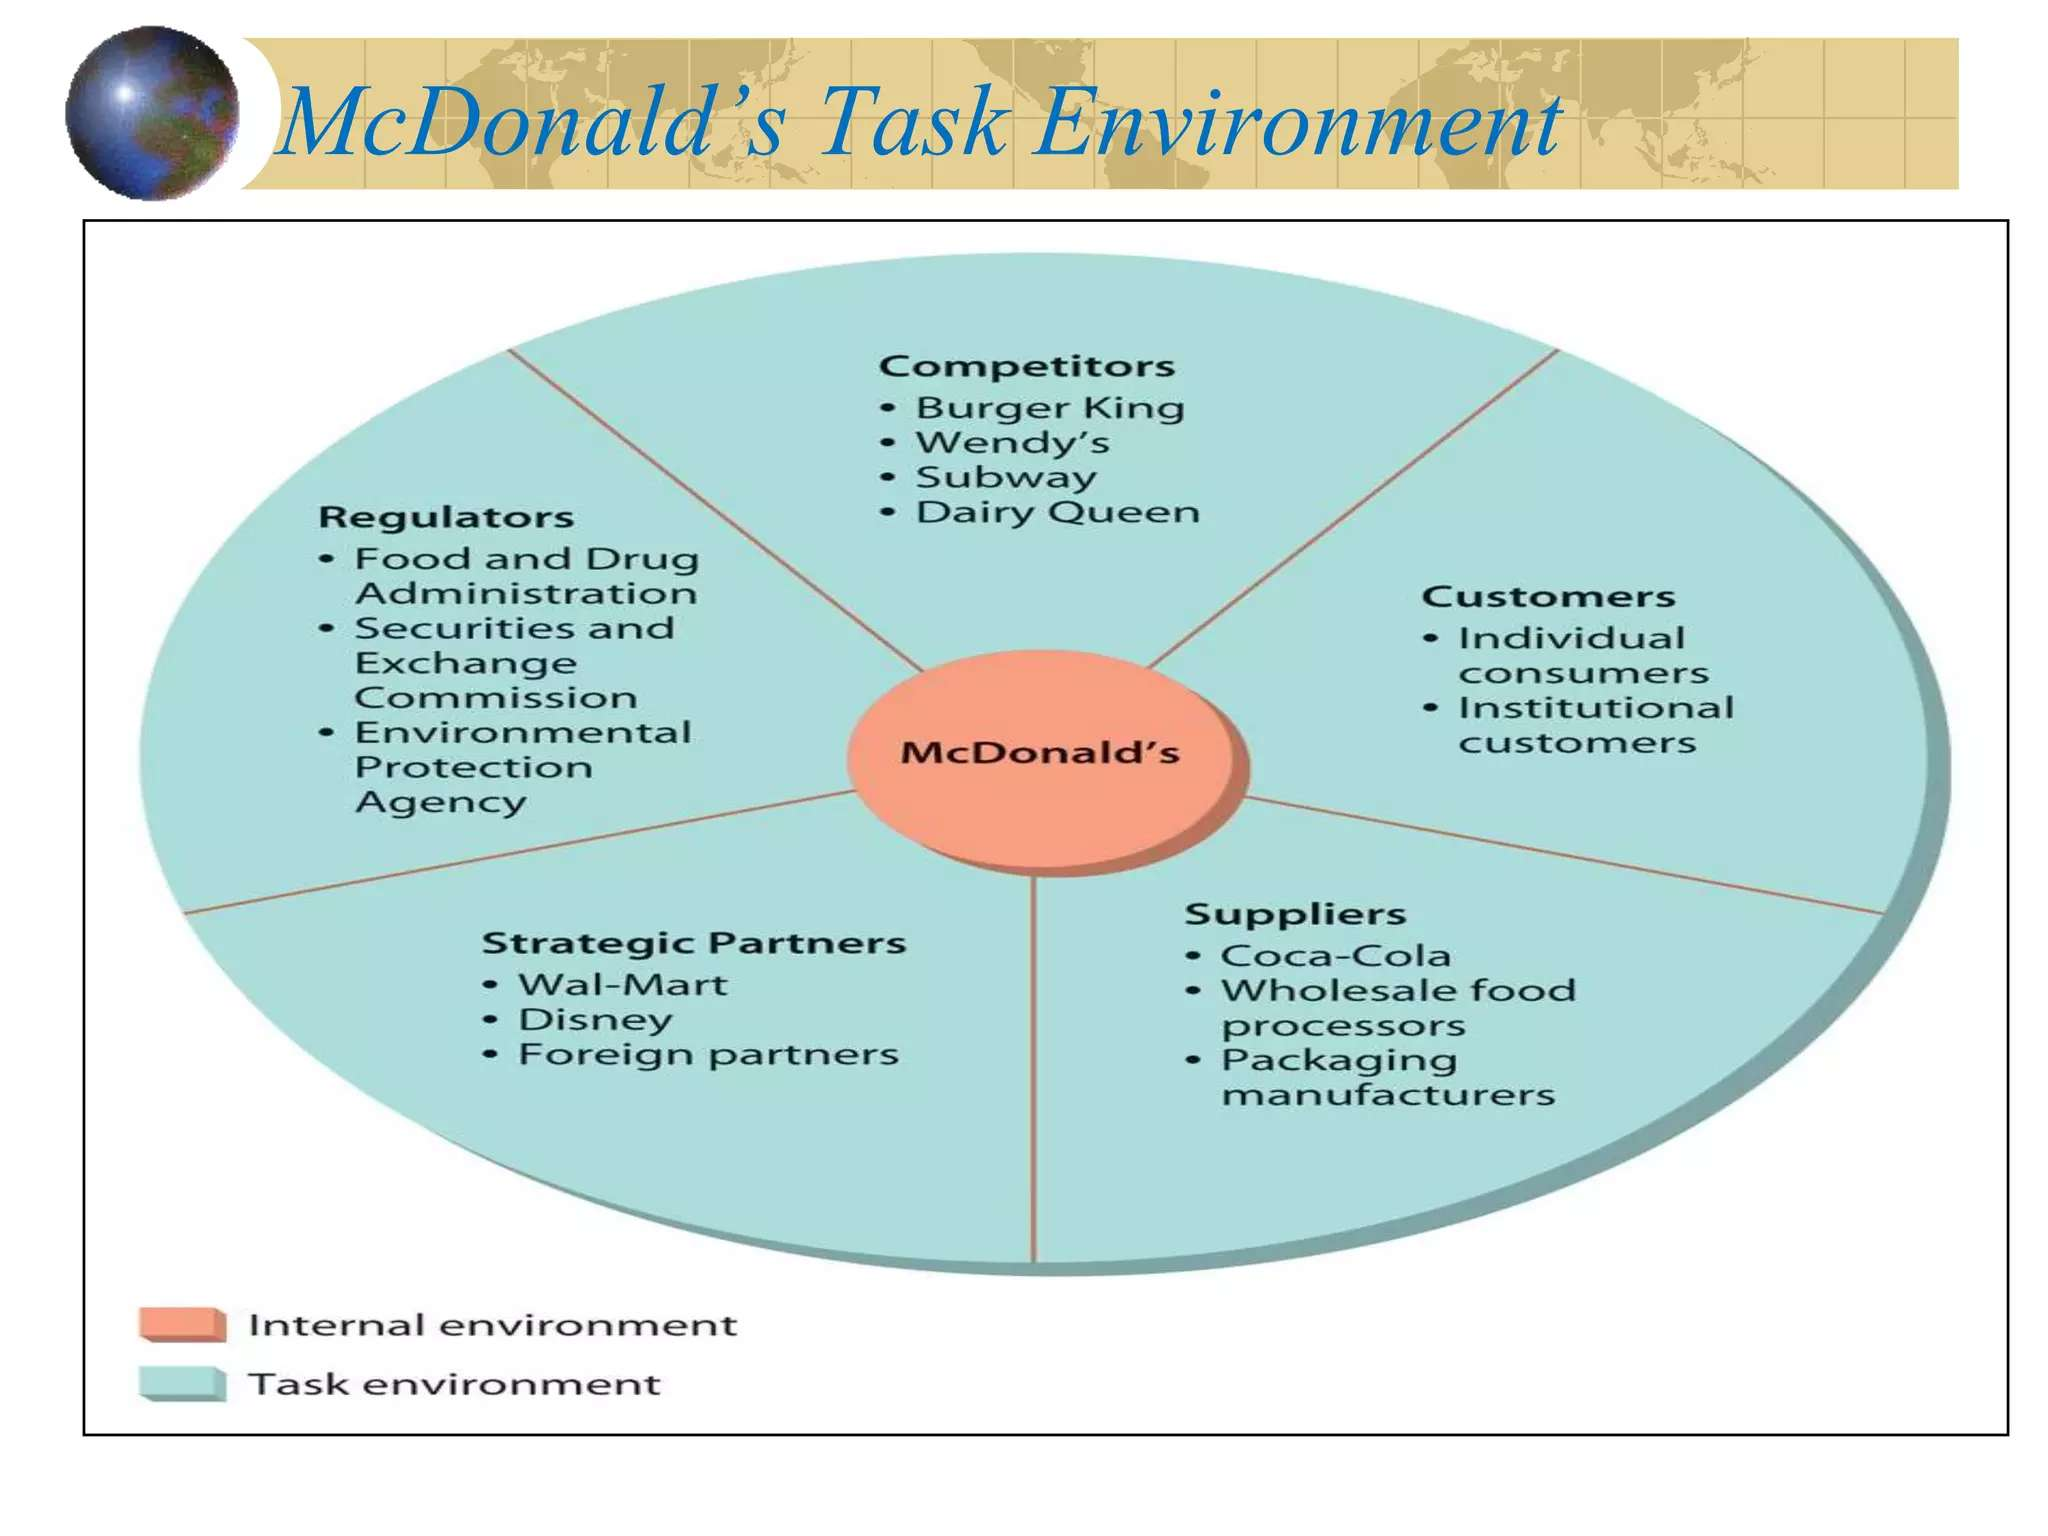 McDonald’s Task Environment
Competitors
• Burger King
• Wendy’s
• Subway
• Dairy Queen
Regulators
• Food and Drug
Administration
• Securities and
Exchange
Commission
• Environmental
Protection
Agency
Customers
• Individual
consumers
• Institutional
customers
McDonald’s
Strategic Partners
• Wal-Mart
• Disney
• Foreign partners
Suppliers
• Coca-Cola
• Wholesale food
processors
• Packaging
manufacturers
Internal environment
Task environment